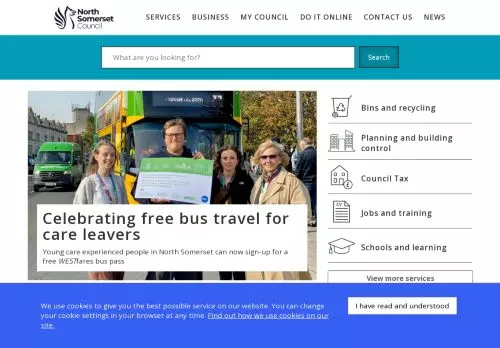 North
Somerset
Council
SERVICES BUSINESS MY COUNCIL DO IT ONLINE CONTACT US NEWS
What are you looking for?
Search
Celebrating free bus travel for
care leavers
Young care experienced people in North Somerset can now sign-up for a
free WESTfares bus pass
Bins and recycling
Planning and building
control
Council Tax
CV
Jobs and training
Schools and learning
View more services
We use cookies to give you the best possible service on our website. You can change
your cookie settings in your browser at any time. Find out how we use cookies on our
site.
I have read and understood